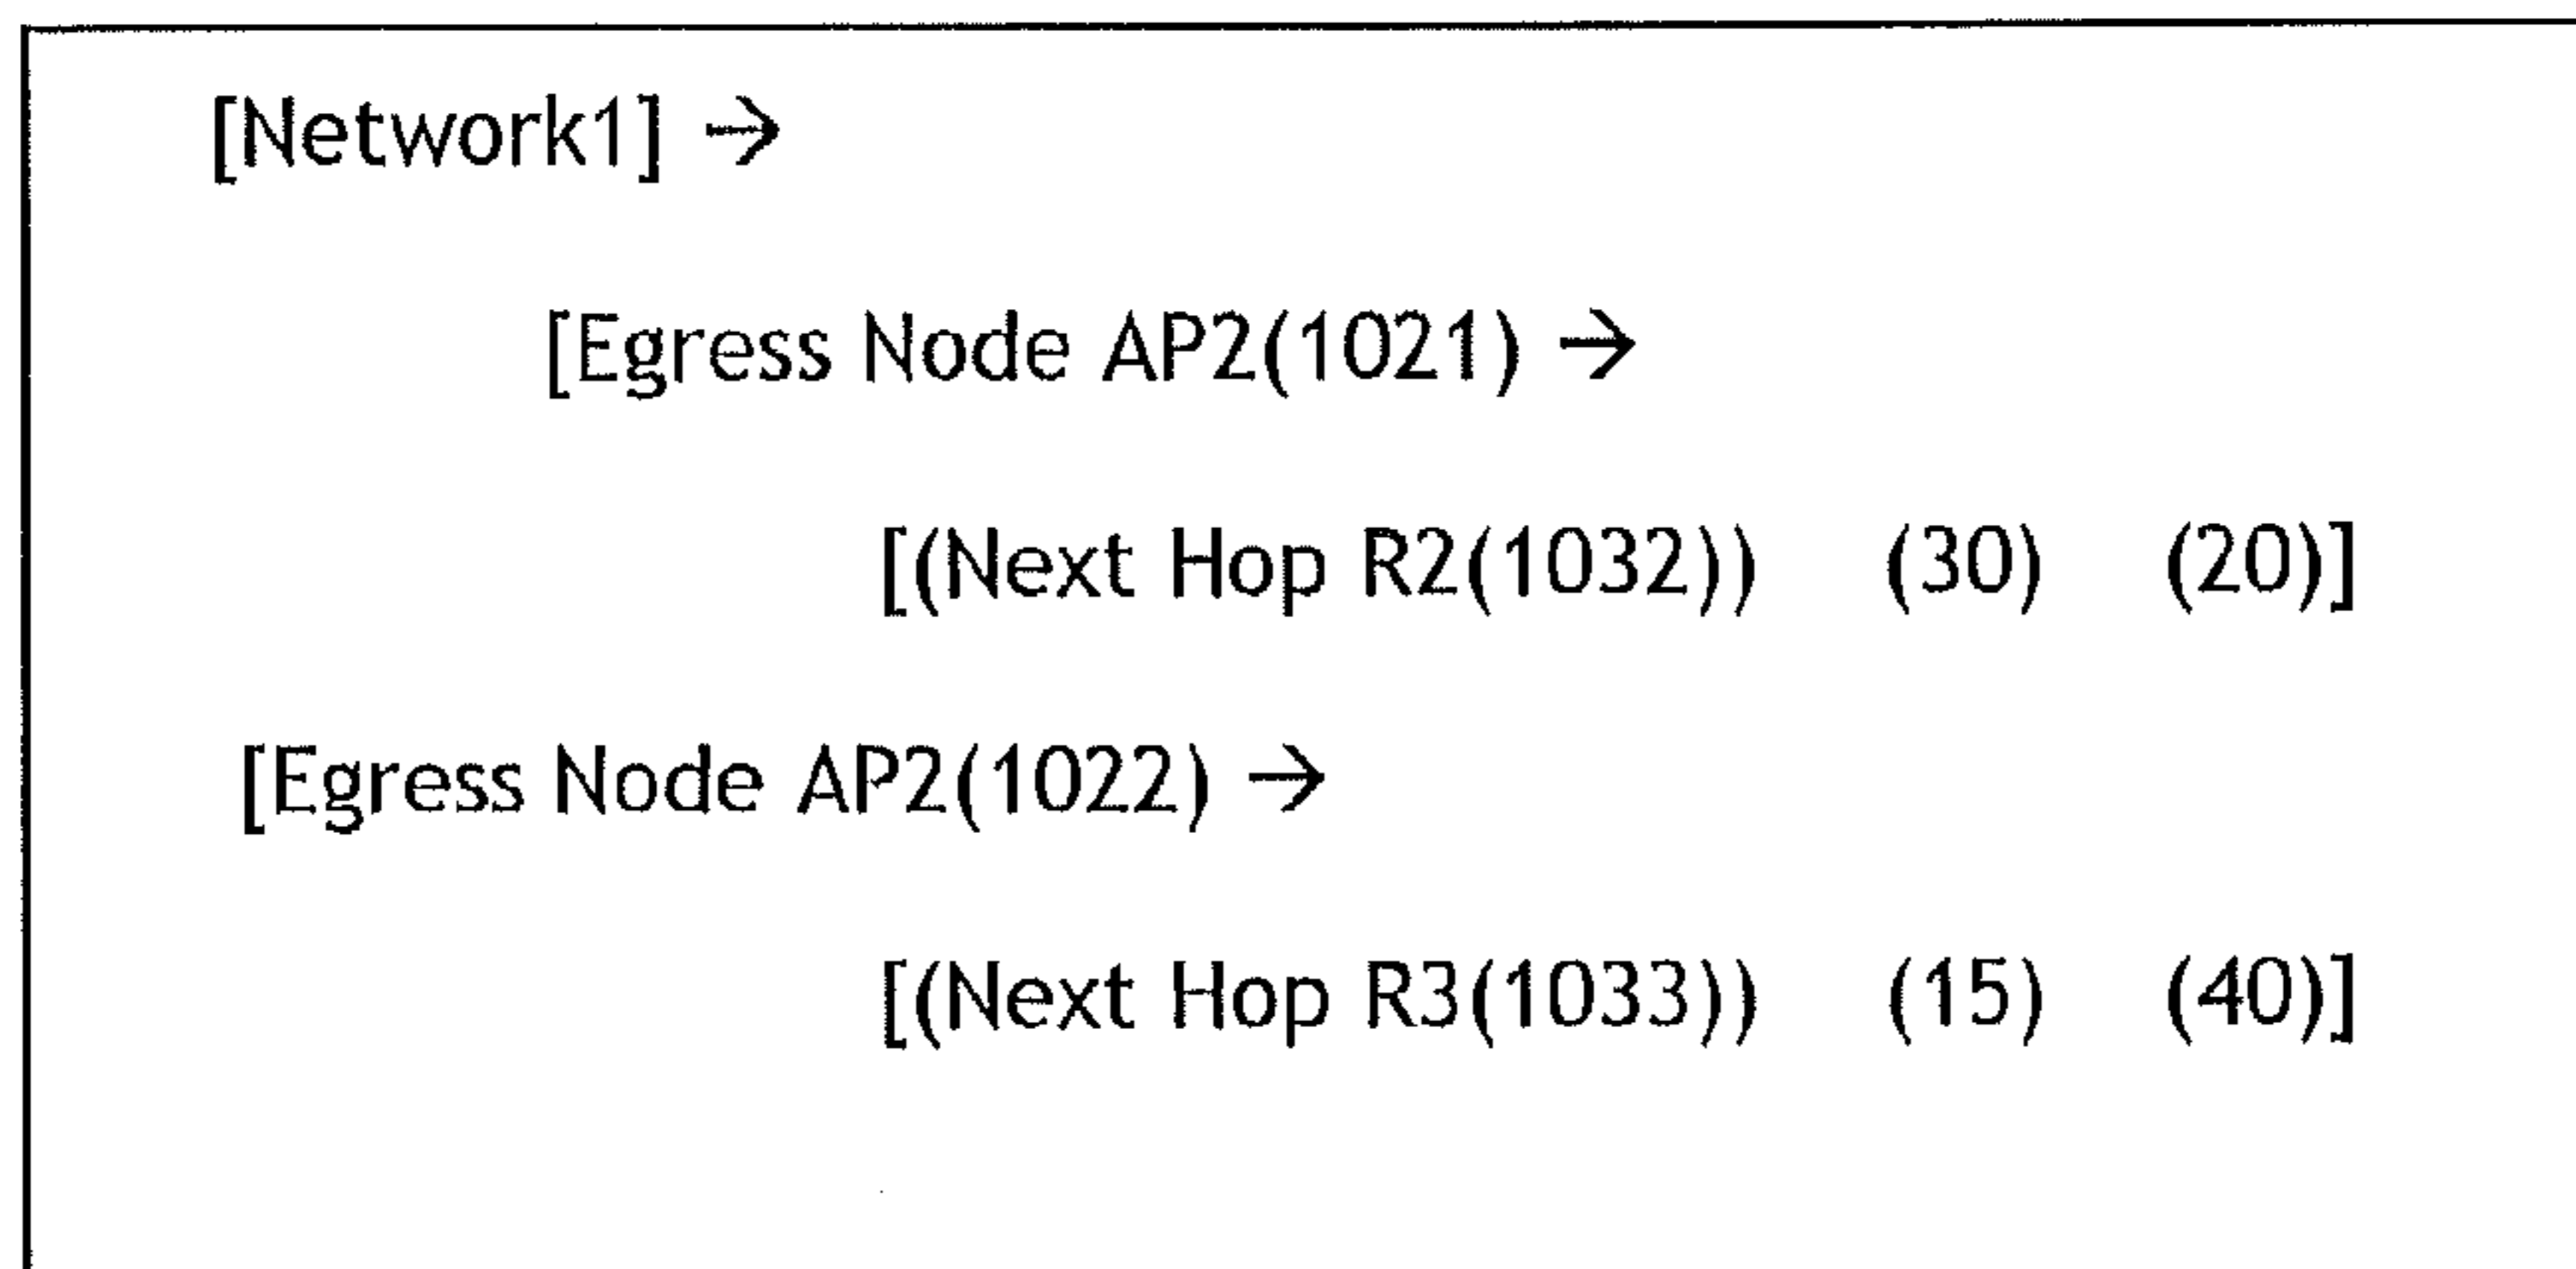 [Network1] →
[Egress Node AP2(1021) →
[(Next Hop R2(1032)) (30) (20)]
[Egress Node AP2(1022) →
[(Next Hop R3(1033)) (15) (40)]